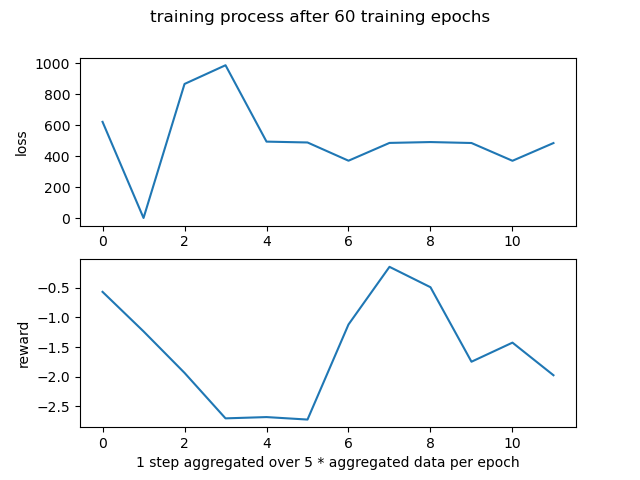 training process after 60 training epochs
1000
800
600
400
200
0
loss
0 2 4 6 8 10
−0.5
−1.0
−1.5
−2.0
−2.5
reward
0 2 4 6 8 10
1 step aggregated over 5 * aggregated data per epoch